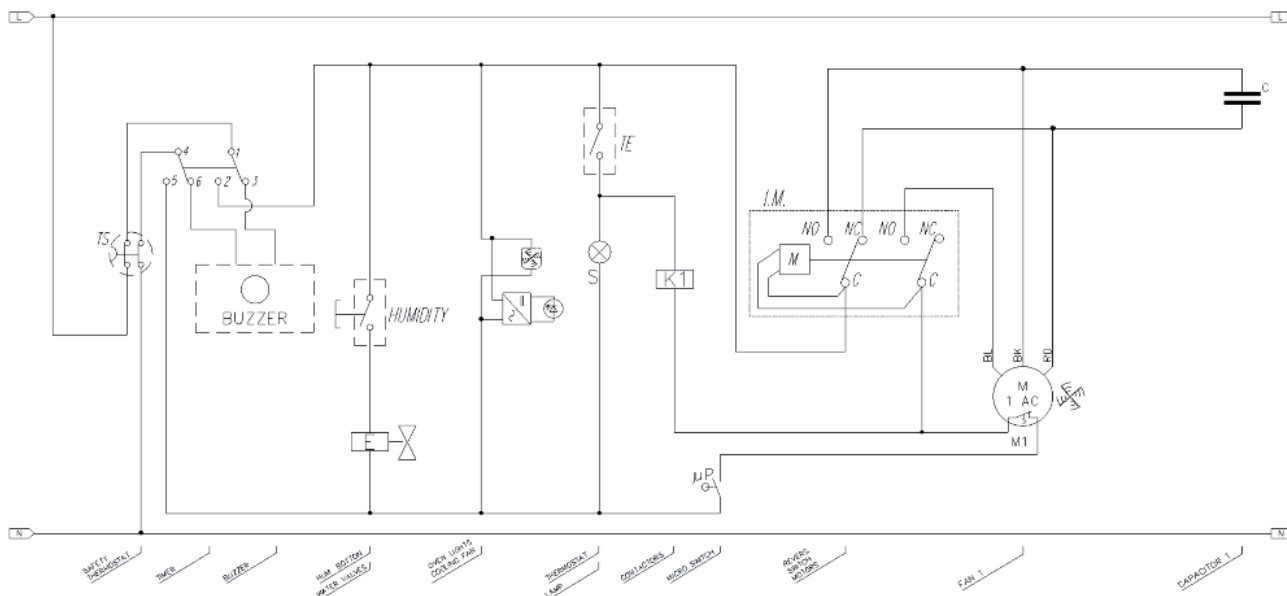 L
L
C
TE
4
1
5
6
2
3
I.M.
NO
NC
NO
NC
TS
M
S
K1
C
C
HUMIDITY
BUZZER
BL
BK
RD
M
1 AC
M1
E
µP
N
N
SAFETY
THERMOSTAT
TIMER
BUZZER
HUM. BOTTON
WATER VALVES
OVEN LIGHTS
COOLING FAN
THERMOSTAT
LAMP
CONTACTORS
MICRO SWITCH
REVERS.
SWITCH
MOTORS
FAN 1
CAPACITOR 1